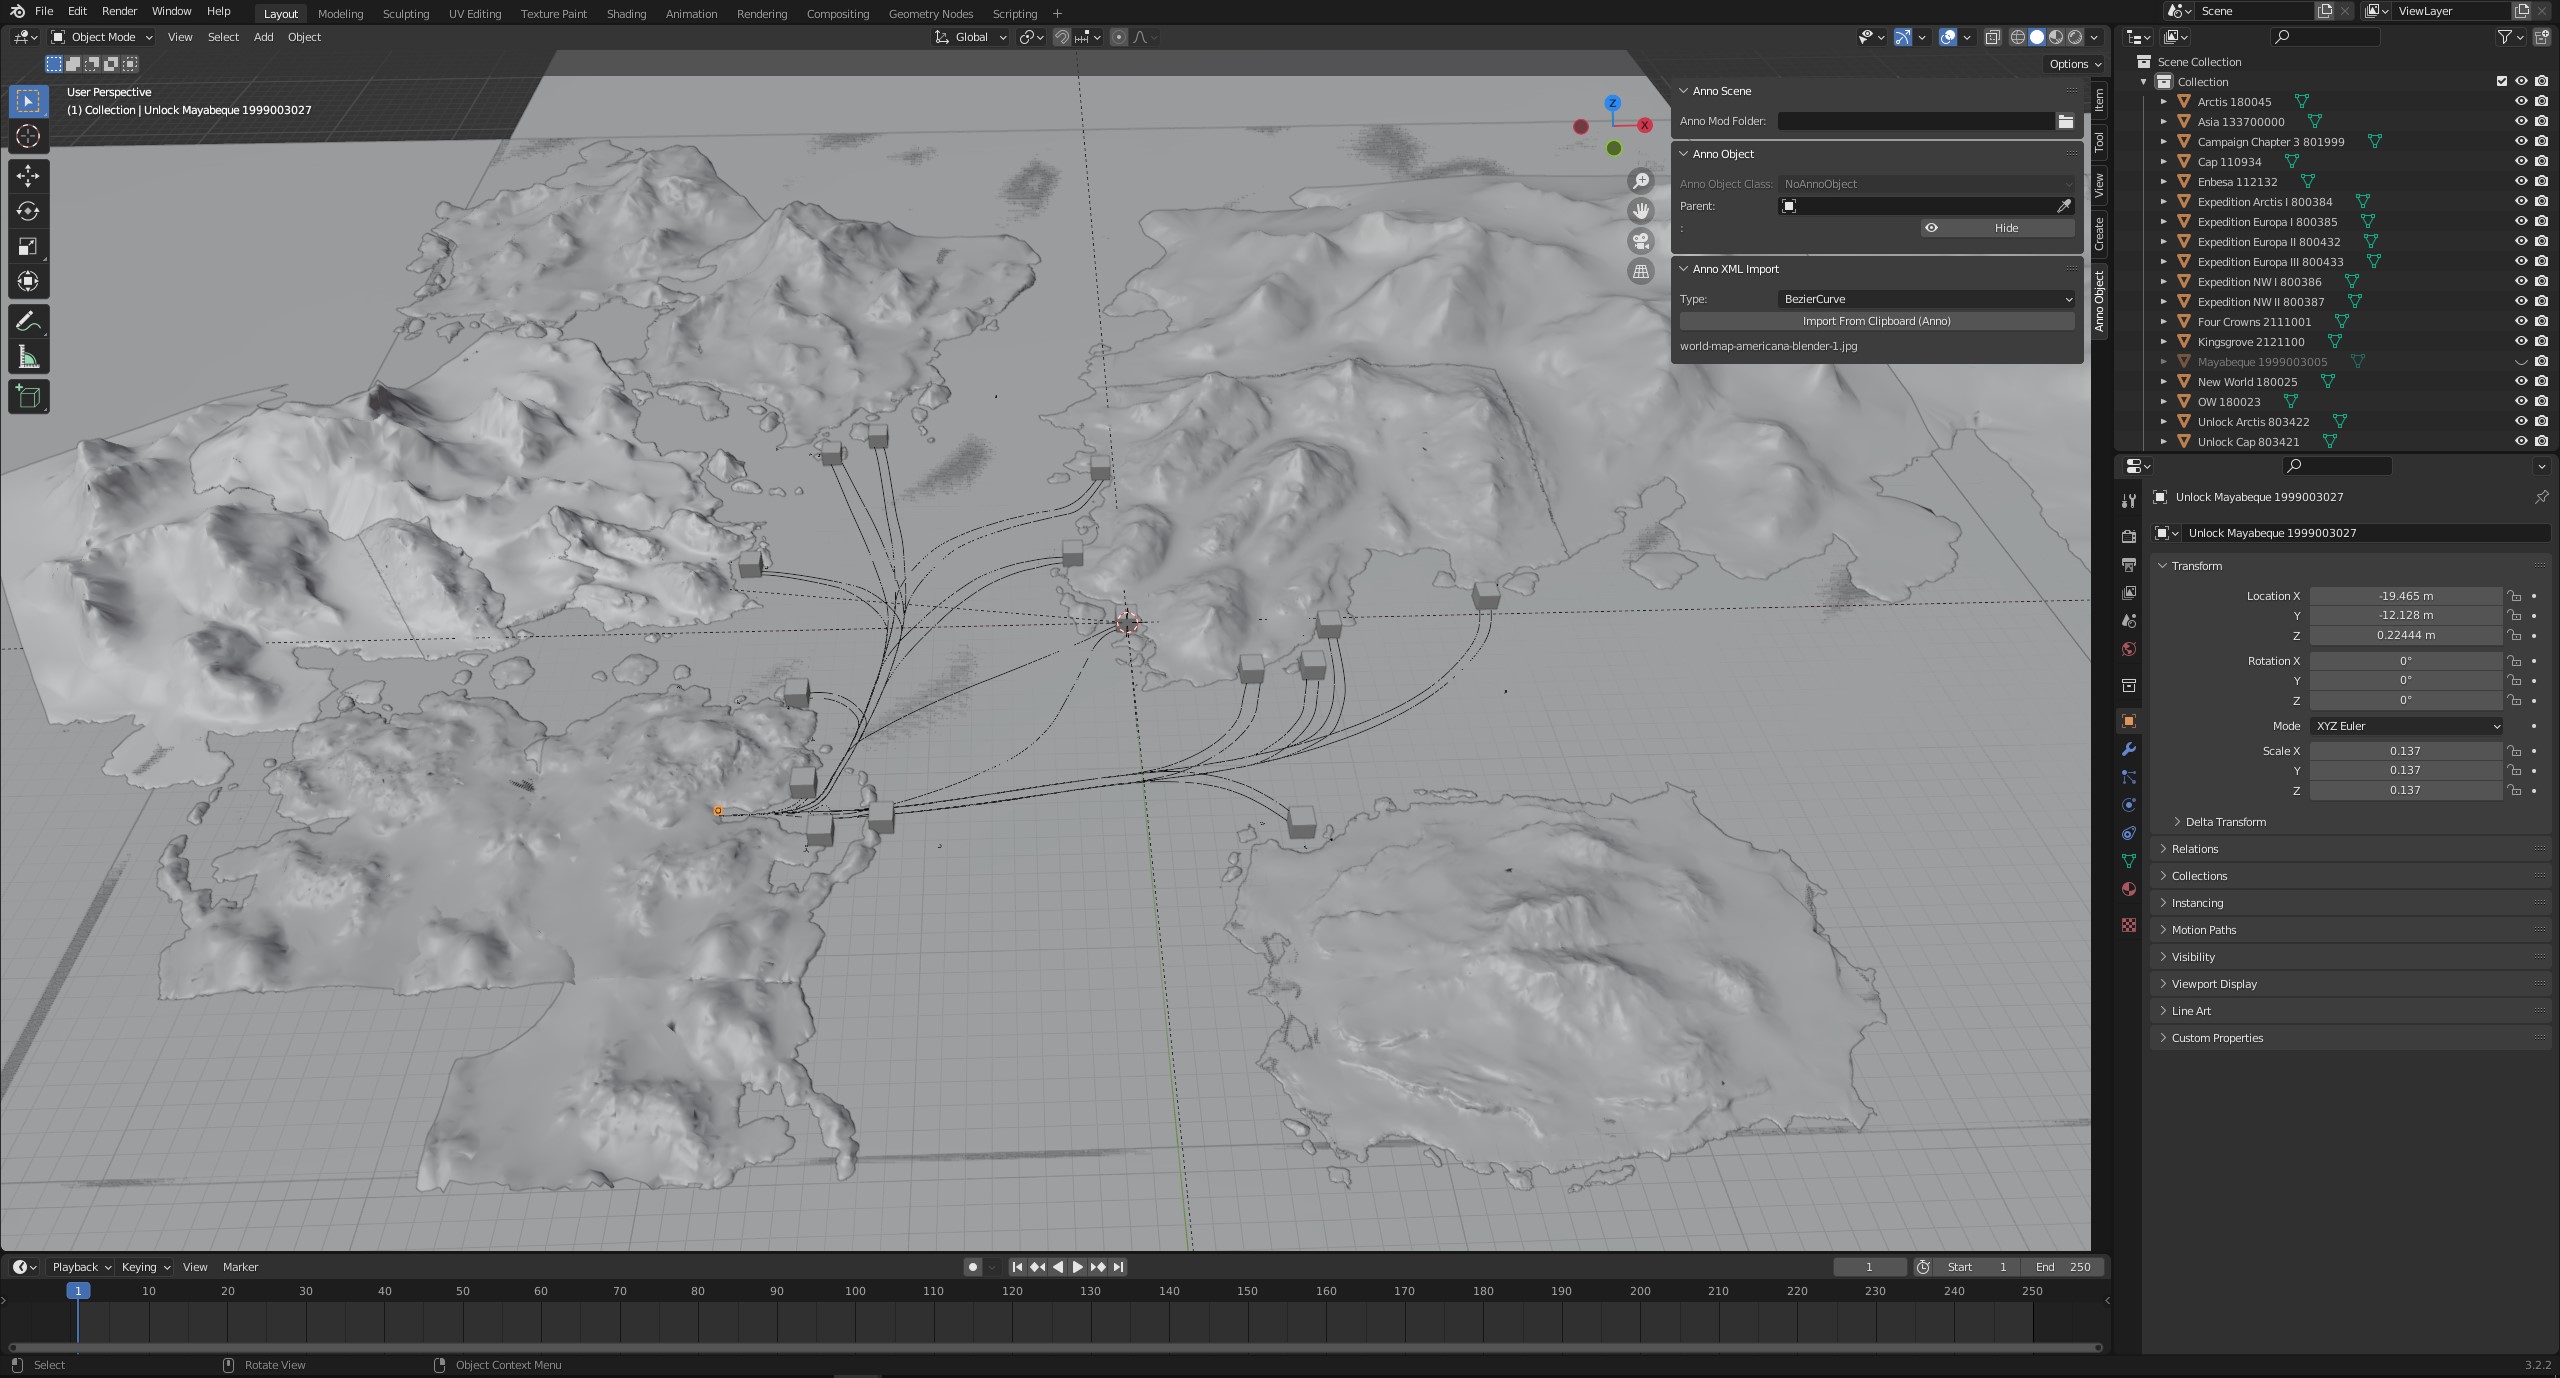 File Edit Render Window Help Layout Modeling Sculpting UV Editing Texture Paint Shading Animation Rendering Compositing Geometry Nodes Scripting + Scene ViewLayer
Object Mode View Select Add Object Global
Options
User Perspective
(1) Collection | Unlock Mayabeque 1999003027
Z
X
Anno Scene
Anno Mod Folder:
Anno Object
Anno Object Class: NoAnnoObject
Parent:
: Hide
Anno XML Import
Type: BezierCurve
Import From Clipboard (Anno)
world-map-americana-blender-1.jpg
Item
Tool
View
Create
Anno Object
Scene Collection
Collection
Arctis 180045
Asia 133700000
Campaign Chapter 3 801999
Cap 110934
Enbesa 112132
Expedition Arctis I 800384
Expedition Europa I 800385
Expedition Europa II 800432
Expedition Europa III 800433
Expedition NW I 800386
Expedition NW II 800387
Four Crowns 2111001
Kingsgrove 2121100
Mayabeque 1999003005
New World 180025
OW 180023
Unlock Arctis 803422
Unlock Cap 803421
Unlock Mayabeque 1999003027
Unlock Mayabeque 1999003027
Transform
Location X -19.465 m
Y -12.128 m
Z 0.22444 m
Rotation X 0°
Y 0°
Z 0°
Mode XYZ Euler
Scale X 0.137
Y 0.137
Z 0.137
Delta Transform
Relations
Collections
Instancing
Motion Paths
Visibility
Viewport Display
Line Art
Custom Properties
Playback Keying View Marker 1 Start 1 End 250
1 10 20 30 40 50 60 70 80 90 100 110 120 130 140 150 160 170 180 190 200 210 220 230 240 250
Select Rotate View Object Context Menu 3.2.2